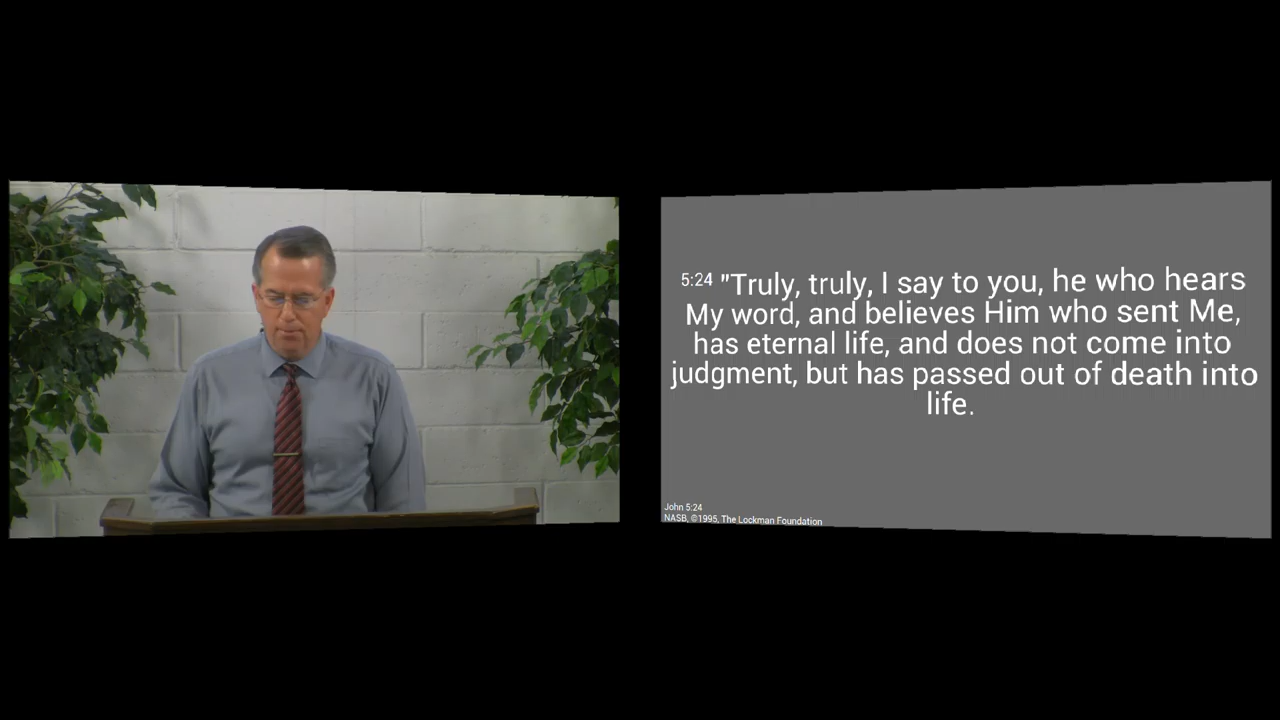 5:24 "Truly, truly, I say to you, he who hears
My word, and believes Him who sent Me,
has eternal life, and does not come into
judgment, but has passed out of death into
life.
John 5:24
NASB, ©1995, The Lockman Foundation